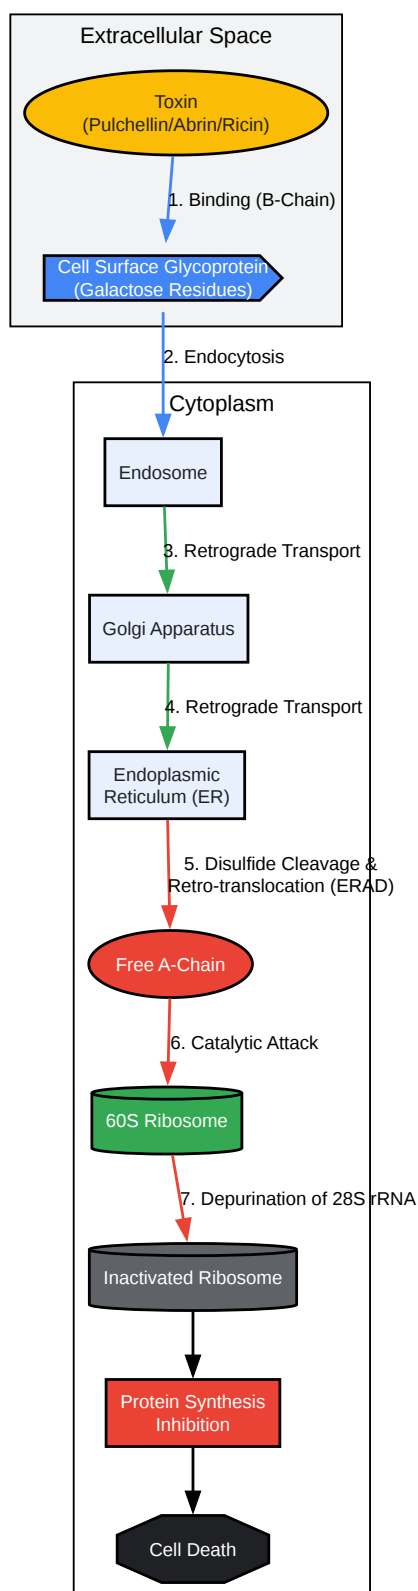 Extracellular Space
Toxin
(Pulchellin/Abrin/Ricin)
1. Binding (B-Chain)
Cell Surface Glycoprotein
(Galactose Residues)
2. Endocytosis
Cytoplasm
Endosome
3. Retrograde Transport
Golgi Apparatus
4. Retrograde Transport
Endoplasmic
Reticulum (ER)
5. Disulfide Cleavage &
Retro-translocation (ERAD)
Free A-Chain
6. Catalytic Attack
60S Ribosome
7. Depurination of 28S rRNA
Inactivated Ribosome
Protein Synthesis
Inhibition
Cell Death